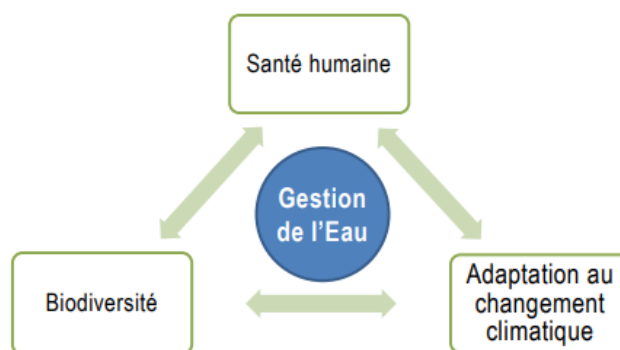 Santé humaine
Gestion
de l’Eau
Biodiversité
Adaptation au
changement
climatique